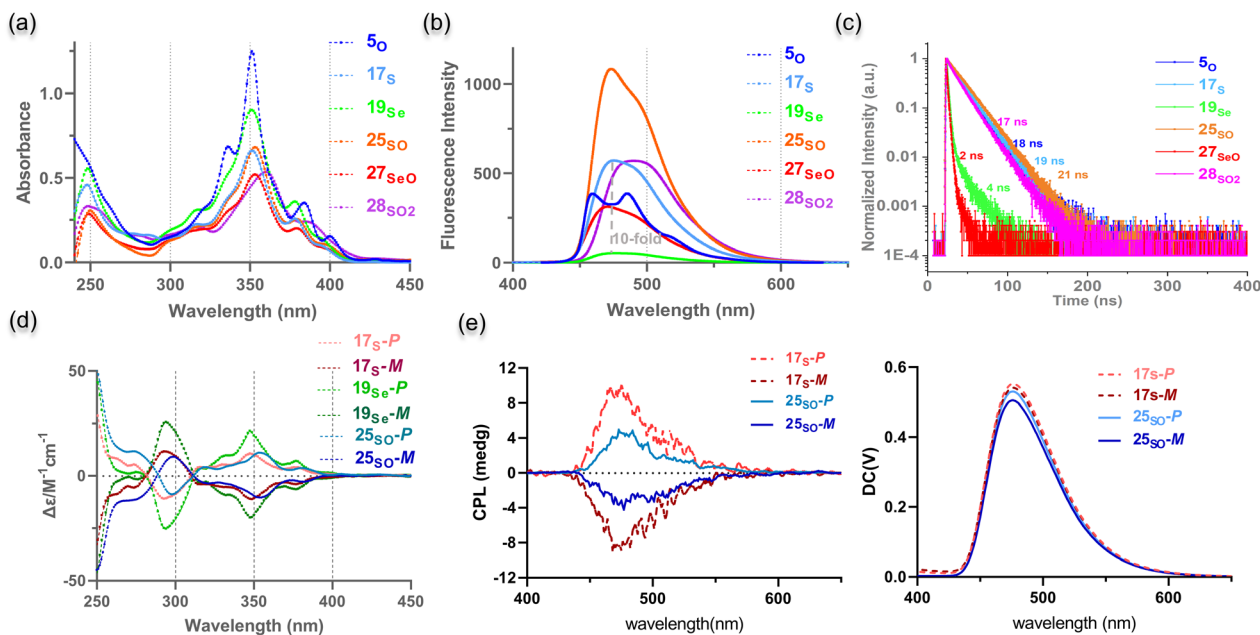 (a)
Absorbance
1.0
0.5
0.0
250
300
350
400
450
Wavelength (nm)
5O
17S
19Se
25SO
27SeO
28SO2
(b)
Fluorescence Intensity
1000
500
0
400
500
600
Wavelength (nm)
10-fold
5O
17S
19Se
25SO
27SeO
28SO2
(c)
Normalized Intensity (a.u.)
1
0.1
0.01
0.001
1E-4
0
100
200
300
400
Time (ns)
17 ns
18 ns
19 ns
21 ns
2 ns
4 ns
5O
17S
19Se
25SO
27SeO
28SO2
(d)
Δε/M⁻¹cm⁻¹
50
0
-50
250
300
350
400
450
Wavelength (nm)
17S-P
17S-M
19Se-P
19Se-M
25SO-P
25SO-M
(e)
CPL (medg)
12
8
4
0
-4
-8
-12
400
500
600
wavelength(nm)
17S-P
17S-M
25SO-P
25SO-M
DC(V)
0.6
0.4
0.2
0.0
400
500
600
wavelength(nm)
17s-P
17s-M
25SO-P
25SO-M